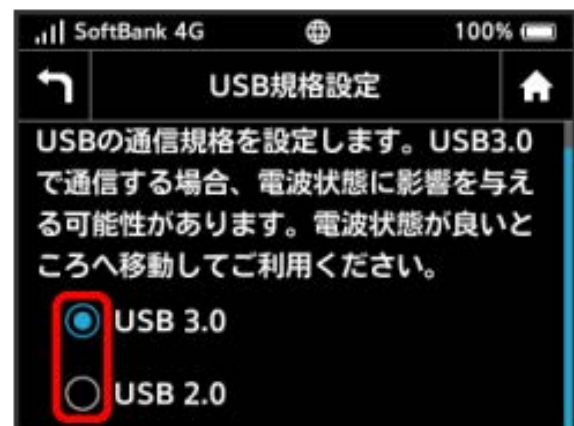 SoftBank 4G 100%
USB規格設定
USBの通信規格を設定します。USB3.0
で通信する場合、電波状態に影響を与え
る可能性があります。電波状態が良いと
ころへ移動してご利用ください。
USB 3.0
USB 2.0